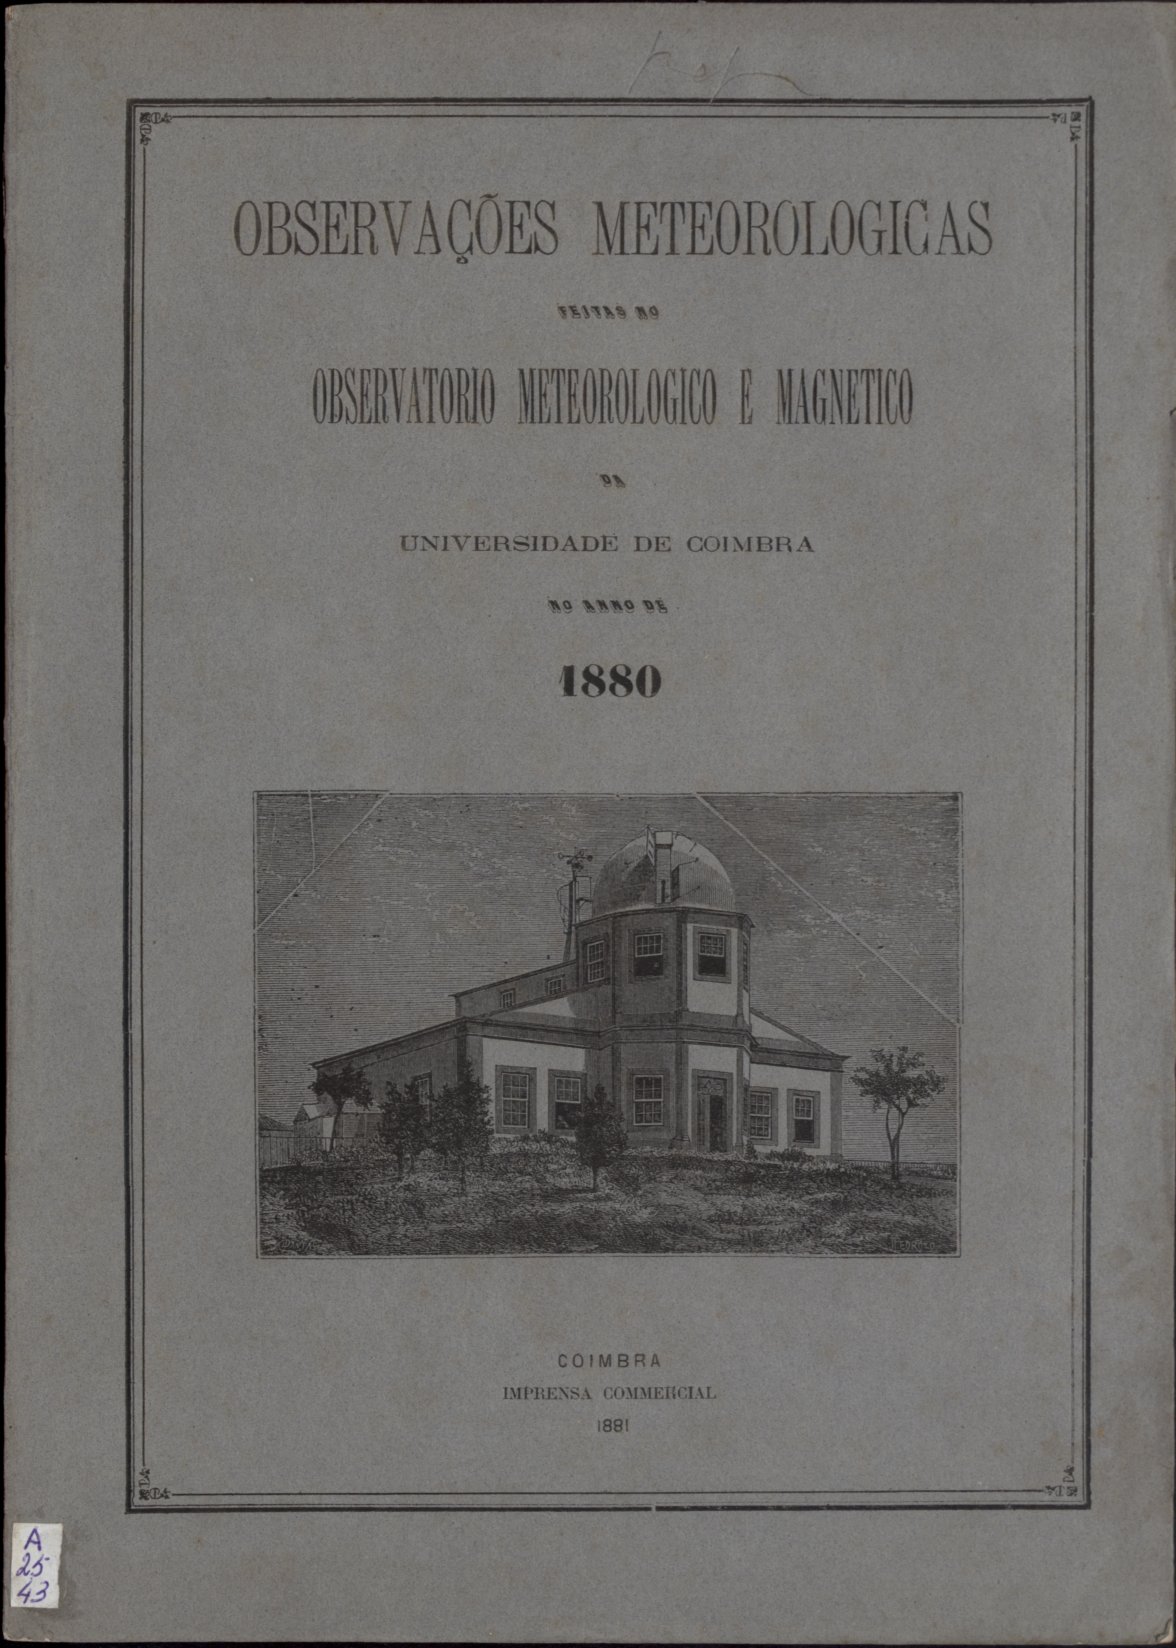 OBSERVAÇÕES METEOROLOGICAS
FEITAS NO
OBSERVATORIO METEOROLOGICO E MAGNETICO
DA
UNIVERSIDADE DE COIMBRA
NO ANNO DE
1880
COIMBRA
IMPRENSA COMMERCIAL
1881
A
25
43